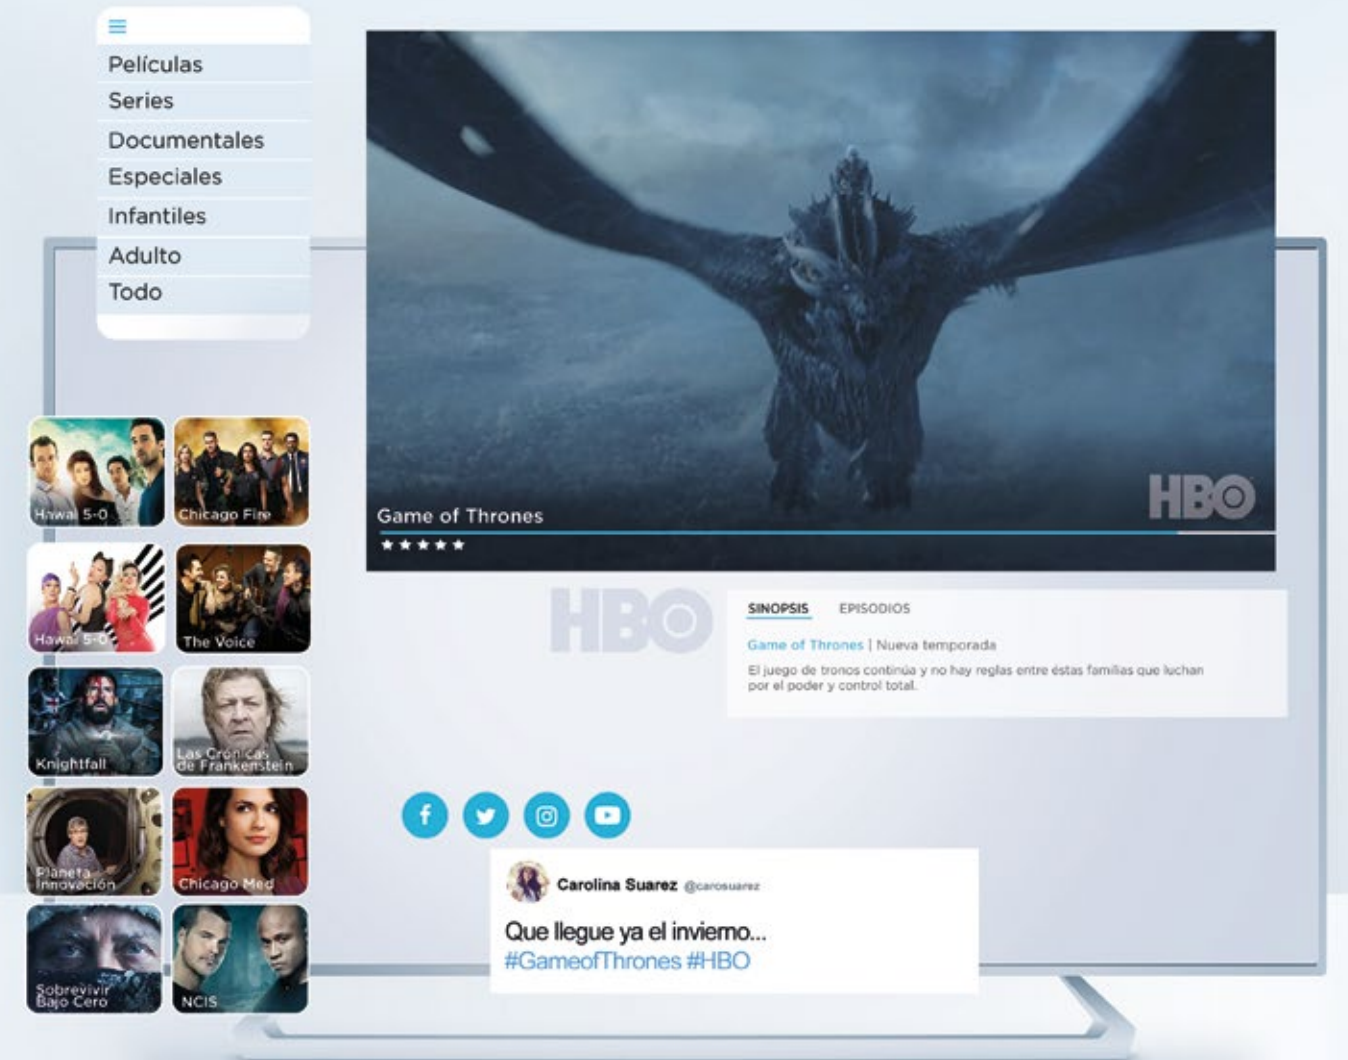 Películas
Series
Documentales
Especiales
Infantiles
Adulto
Todo
HBO
Game of Thrones
Hawai 5-0
Chicago Fire
Hawai 5-0
The Voice
Knightfall
Las Crónicas
de Frankenstein
Planeta
Innovación
Chicago Med
Sobrevivir
Bajo Cero
NCIS
HBO
SINOPSIS EPISODIOS
Game of Thrones | Nueva temporada
El juego de tronos continúa y no hay reglas entre éstas familias que luchan
por el poder y control total.
Carolina Suarez @carosuarez
Que llegue ya el invierno...
#GameofThrones #HBO